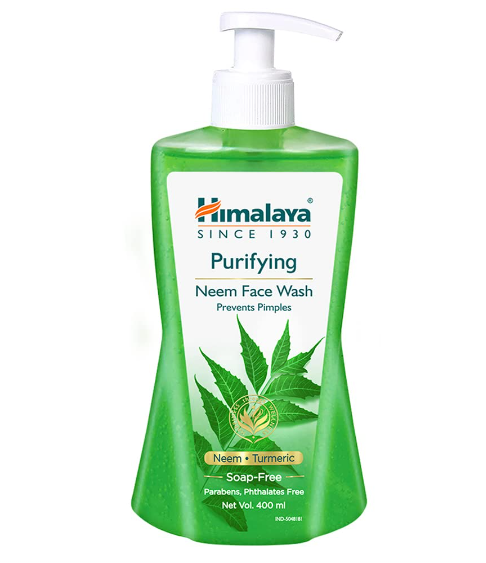 Himalaya®
SINCE 1930
Purifying
Neem Face Wash
Prevents Pimples
Neem • Turmeric
Soap-Free
Parabens, Phthalates Free
Net Vol. 400 ml